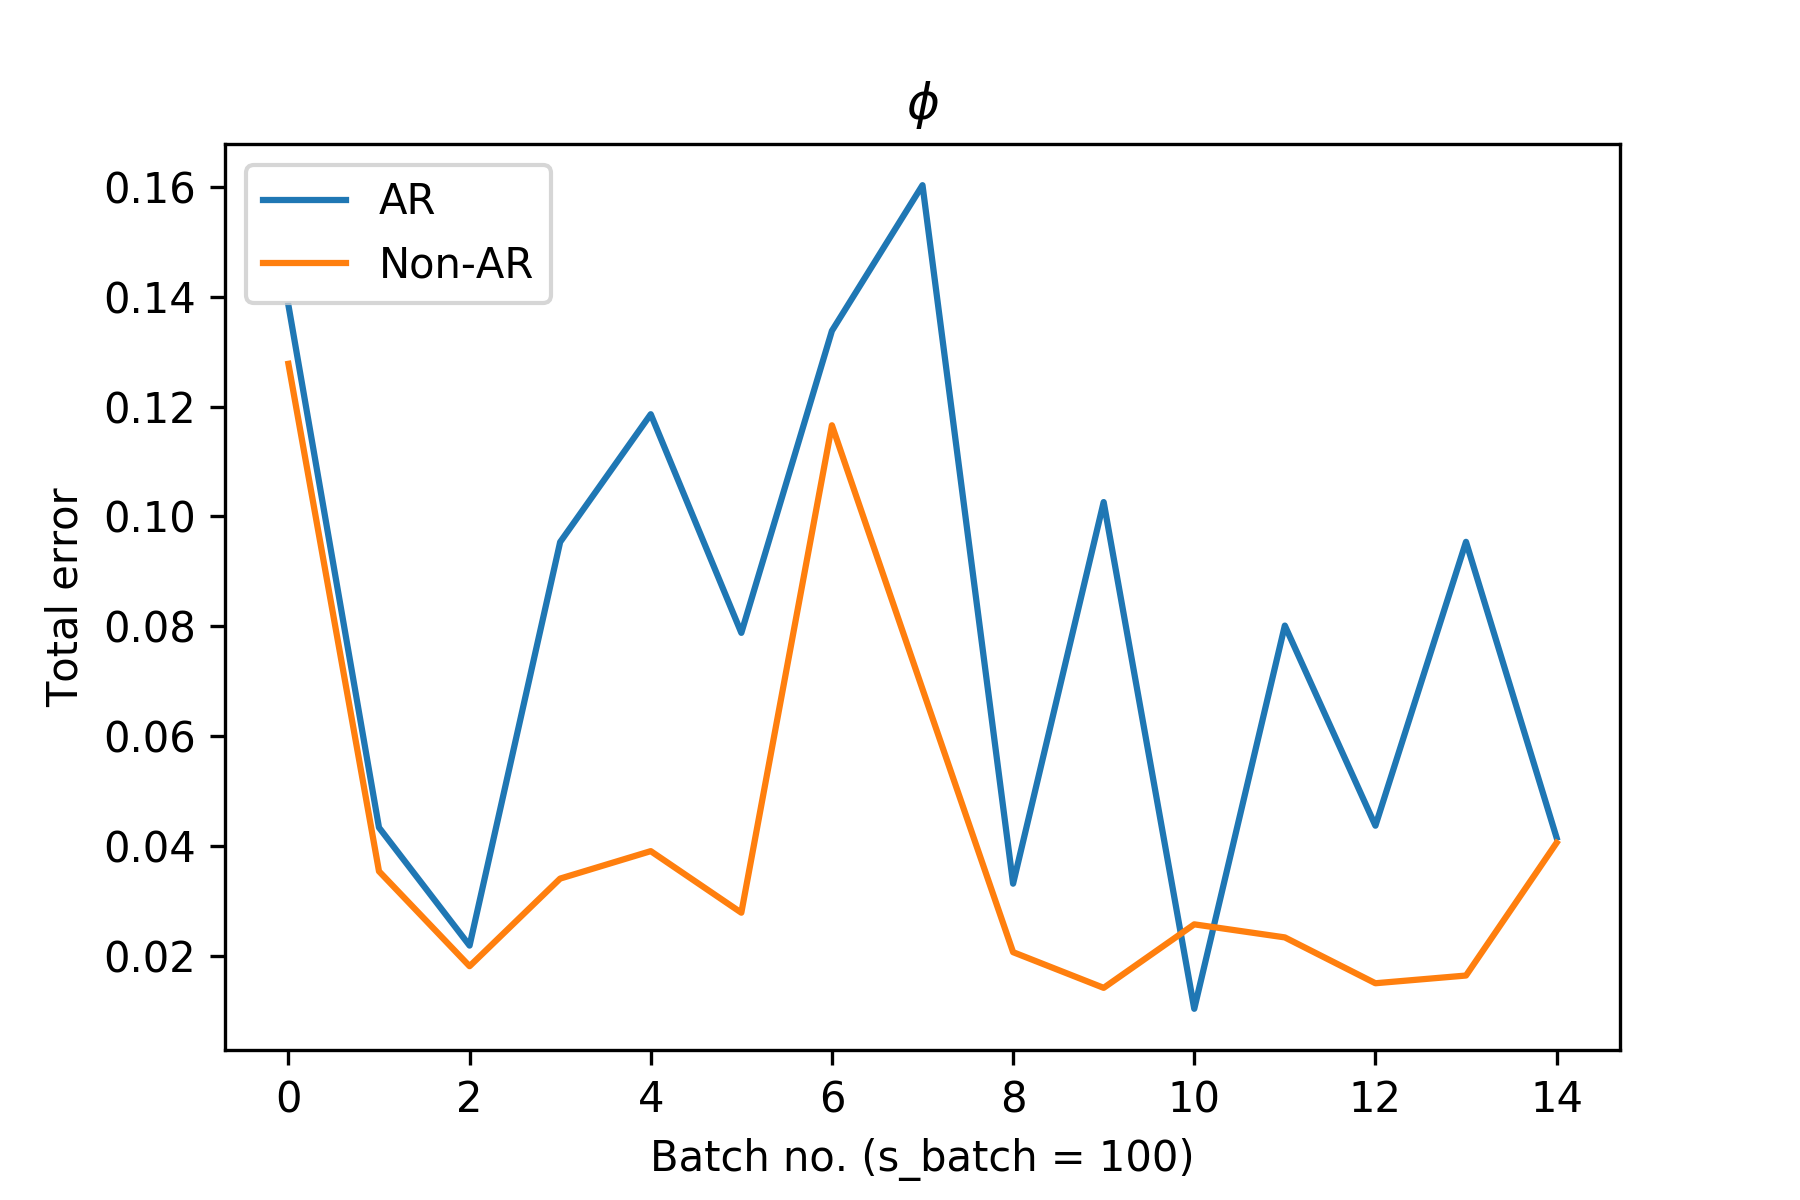 ϕ
AR
Non-AR
0.16
0.14
0.12
0.10
0.08
0.06
0.04
0.02
Total error
0 2 4 6 8 10 12 14
Batch no. (s_batch = 100)